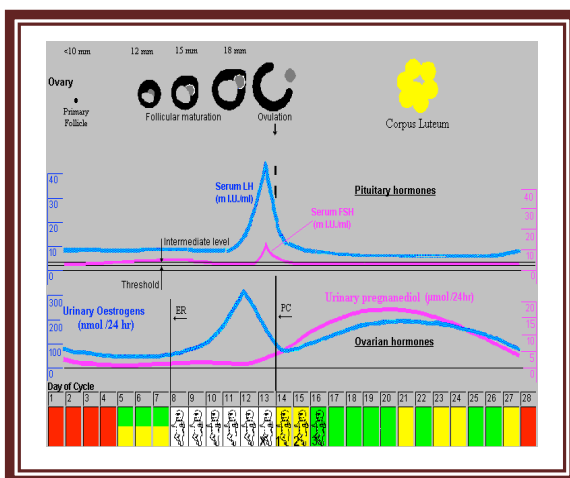 <10 mm 12 mm 15 mm 18 mm
Ovary
Primary
Follicle
Follicular maturation
Ovulation
Corpus Luteum
40
30
20
10
0
Serum LH
(m I.U./ml)
Serum FSH
(m I.U./ml)
Pituitary hormones
40
30
20
10
0
Intermediate level
Threshold
300
200
100
0
Urinary Oestrogens
(nmol /24 hr)
ER
PC
Urinary pregnanediol (µmol/24hr)
Ovarian hormones
20
15
10
5
0
Day of Cycle
1 2 3 4 5 6 7 8 9 10 11 12 13 14 15 16 17 18 19 20 21 22 23 24 25 26 27 28
X 1 2 3